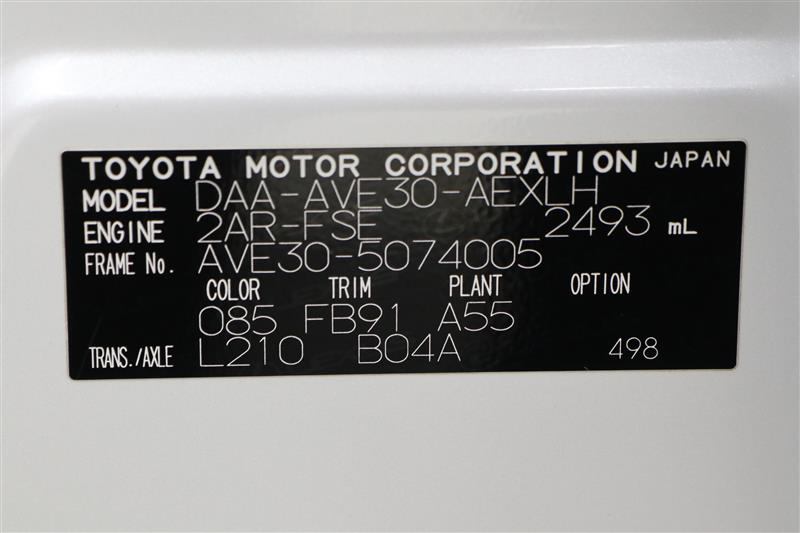 TOYOTA MOTOR CORPORATION JAPAN
MODEL DAA-AVE30-AEXLH
ENGINE 2AR-FSE 2493 mL
FRAME No. AVE30-5074005
COLOR TRIM PLANT OPTION
085 FB91 A55
TRANS./AXLE L210 B04A 498